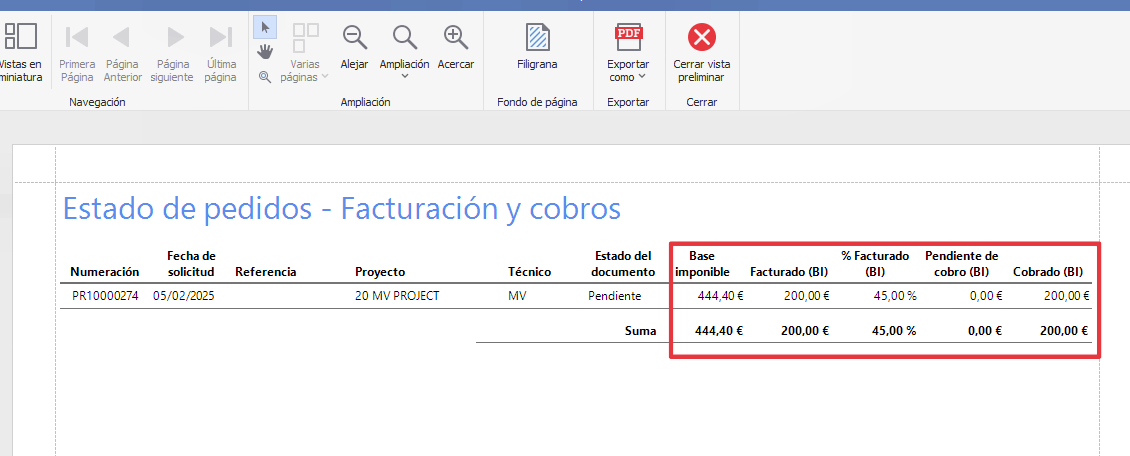 Vistas en miniatura
Primera Página
Página Anterior
Página siguiente
Última página
Varias páginas
Alejar
Ampliación
Acercar
Filigrana
PDF
Exportar como
Cerrar vista preliminar
Navegación
Ampliación
Fondo de página
Exportar
Cerrar
Estado de pedidos - Facturación y cobros
Numeración Fecha de solicitud Referencia Proyecto Técnico Estado del documento Base imponible Facturado (BI) % Facturado (BI) Pendiente de cobro (BI) Cobrado (BI)
PR10000274 05/02/2025 20 MV PROJECT MV Pendiente 444,40 € 200,00 € 45,00 % 0,00 € 200,00 €
Suma 444,40 € 200,00 € 45,00 % 0,00 € 200,00 €